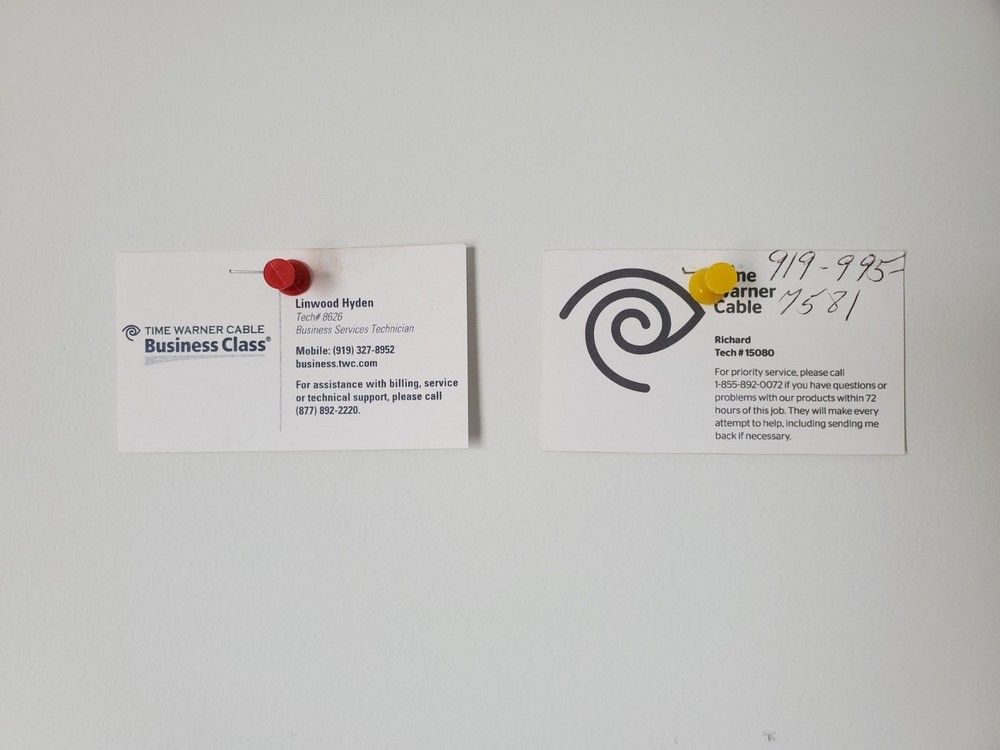 TIME WARNER CABLE
Business Class®
Linwood Hyden
Tech# 8626
Business Services Technician
Mobile: (919) 327-8952
business.twc.com
For assistance with billing, service
or technical support, please call
(877) 892-2220.
me
Warner
Cable
919-995-
7581
Richard
Tech # 15080
For priority service, please call
1-855-892-0072 if you have questions or
problems with our products within 72
hours of this job. They will make every
attempt to help, including sending me
back if necessary.